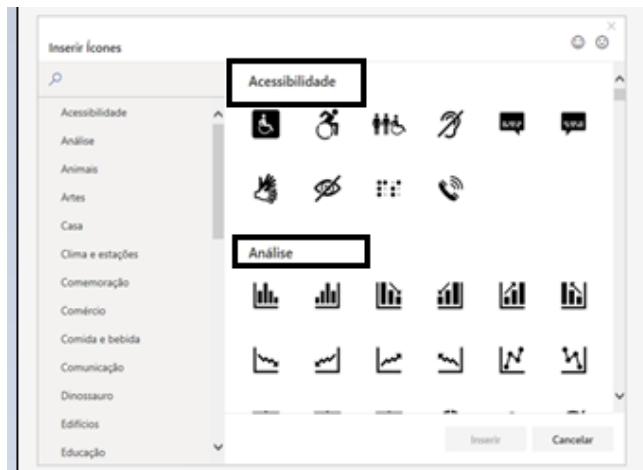 Inserir Ícones
Acessibilidade
Análise
Animais
Artes
Casa
Clima e estações
Comemoração
Comércio
Comida e bebida
Comunicação
Dinossauro
Edifícios
Educação
Acessibilidade
Análise
Inserir
Cancelar